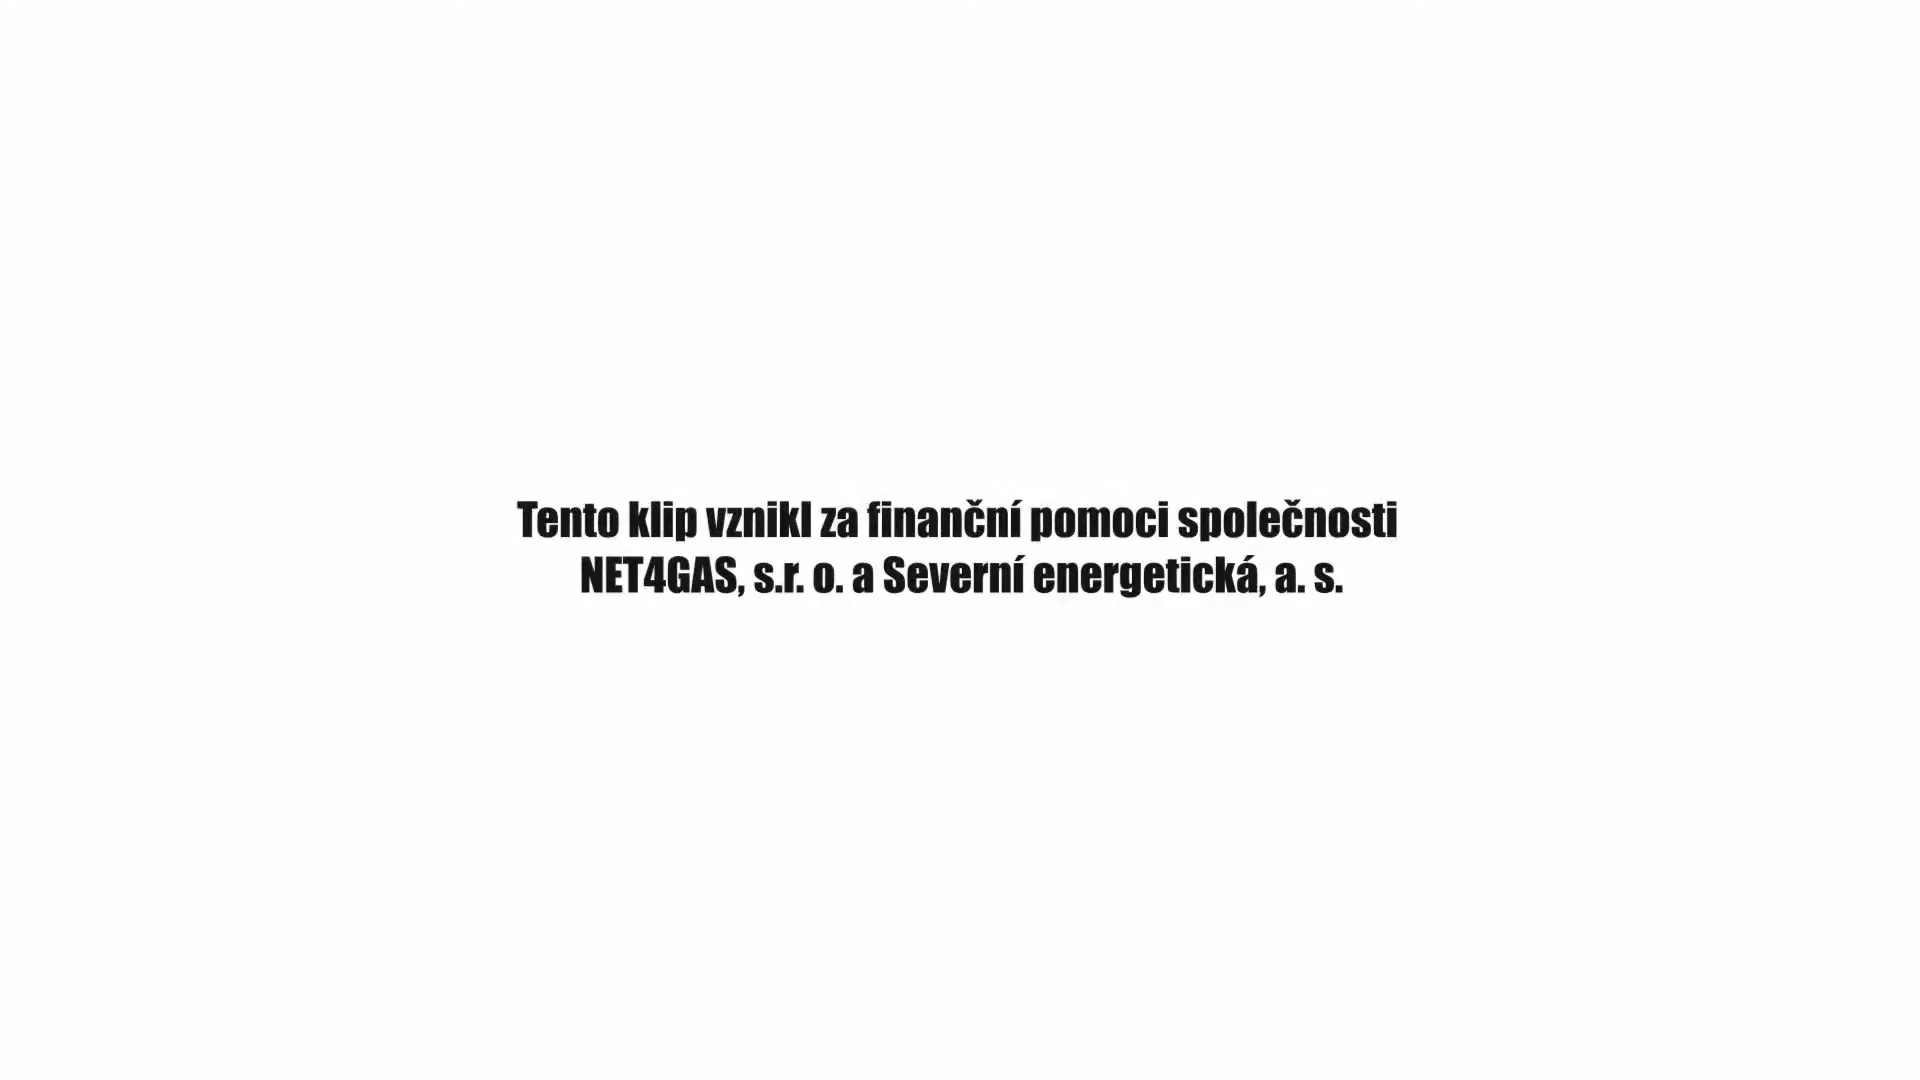 Tento klip vznikl za finanční pomoci společnosti
NET4GAS, s.r. o. a Severní energetická, a. s.